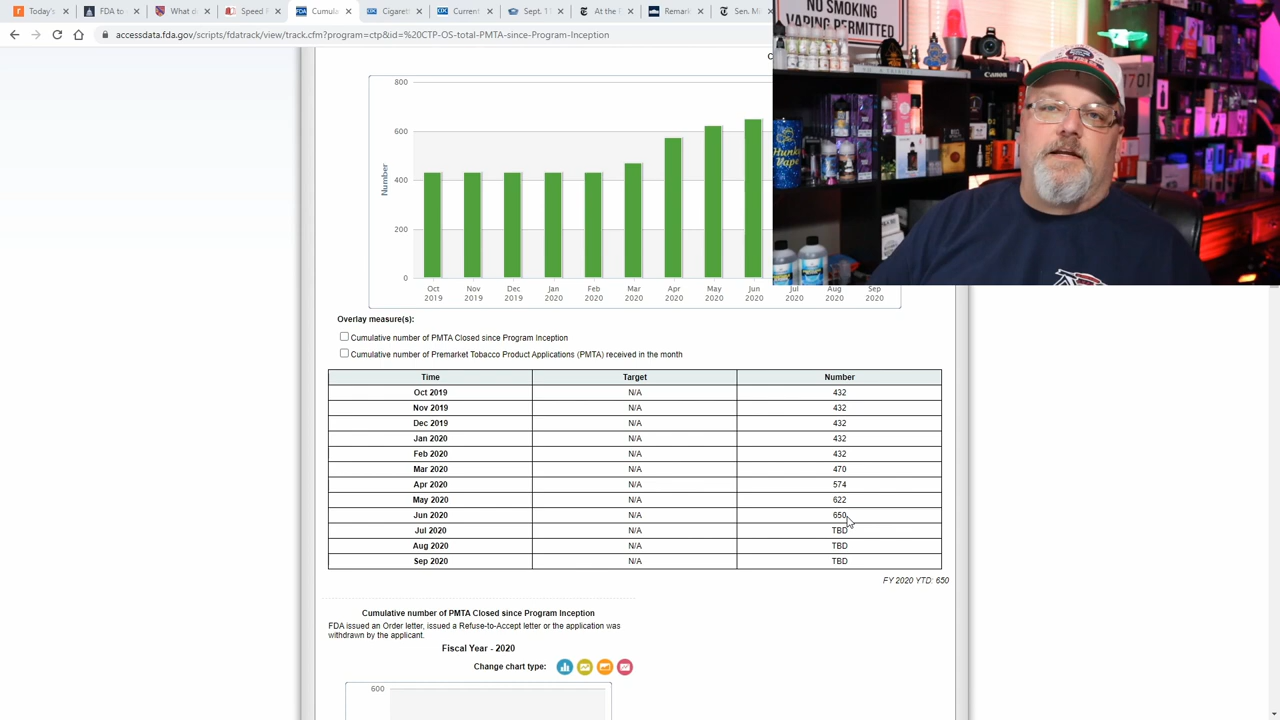 Today's
FDA to
What d
Speed
Cumula
Cigaret
Current
Sept. 1
At the
Remark
Sen. Mi
accessdata.fda.gov/scripts/fdatrack/view/track.cfm?program=ctp&id=%20CTP-OS-total-PMTA-since-Program-Inception
NO SMOKING
VAPING PERMITTED
Canon
1701
Hunky
Vape
800
600
400
200
0
Number
Oct 2019
Nov 2019
Dec 2019
Jan 2020
Feb 2020
Mar 2020
Apr 2020
May 2020
Jun 2020
Jul 2020
Aug 2020
Sep 2020
Overlay measure(s):
Cumulative number of PMTA Closed since Program Inception
Cumulative number of Premarket Tobacco Product Applications (PMTA) received in the month
Time Target Number
Oct 2019 N/A 432
Nov 2019 N/A 432
Dec 2019 N/A 432
Jan 2020 N/A 432
Feb 2020 N/A 432
Mar 2020 N/A 470
Apr 2020 N/A 574
May 2020 N/A 622
Jun 2020 N/A 650
Jul 2020 N/A TBD
Aug 2020 N/A TBD
Sep 2020 N/A TBD
FY 2020 YTD: 650
Cumulative number of PMTA Closed since Program Inception
FDA issued an Order letter, issued a Refuse-to-Accept letter or the application was
withdrawn by the applicant.
Fiscal Year - 2020
Change chart type:
600